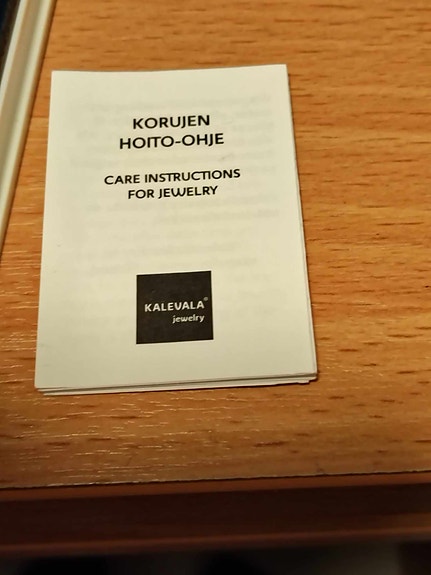 KORUJEN
HOITO-OHJE
CARE INSTRUCTIONS
FOR JEWELRY
KALEVALA®
jewelry